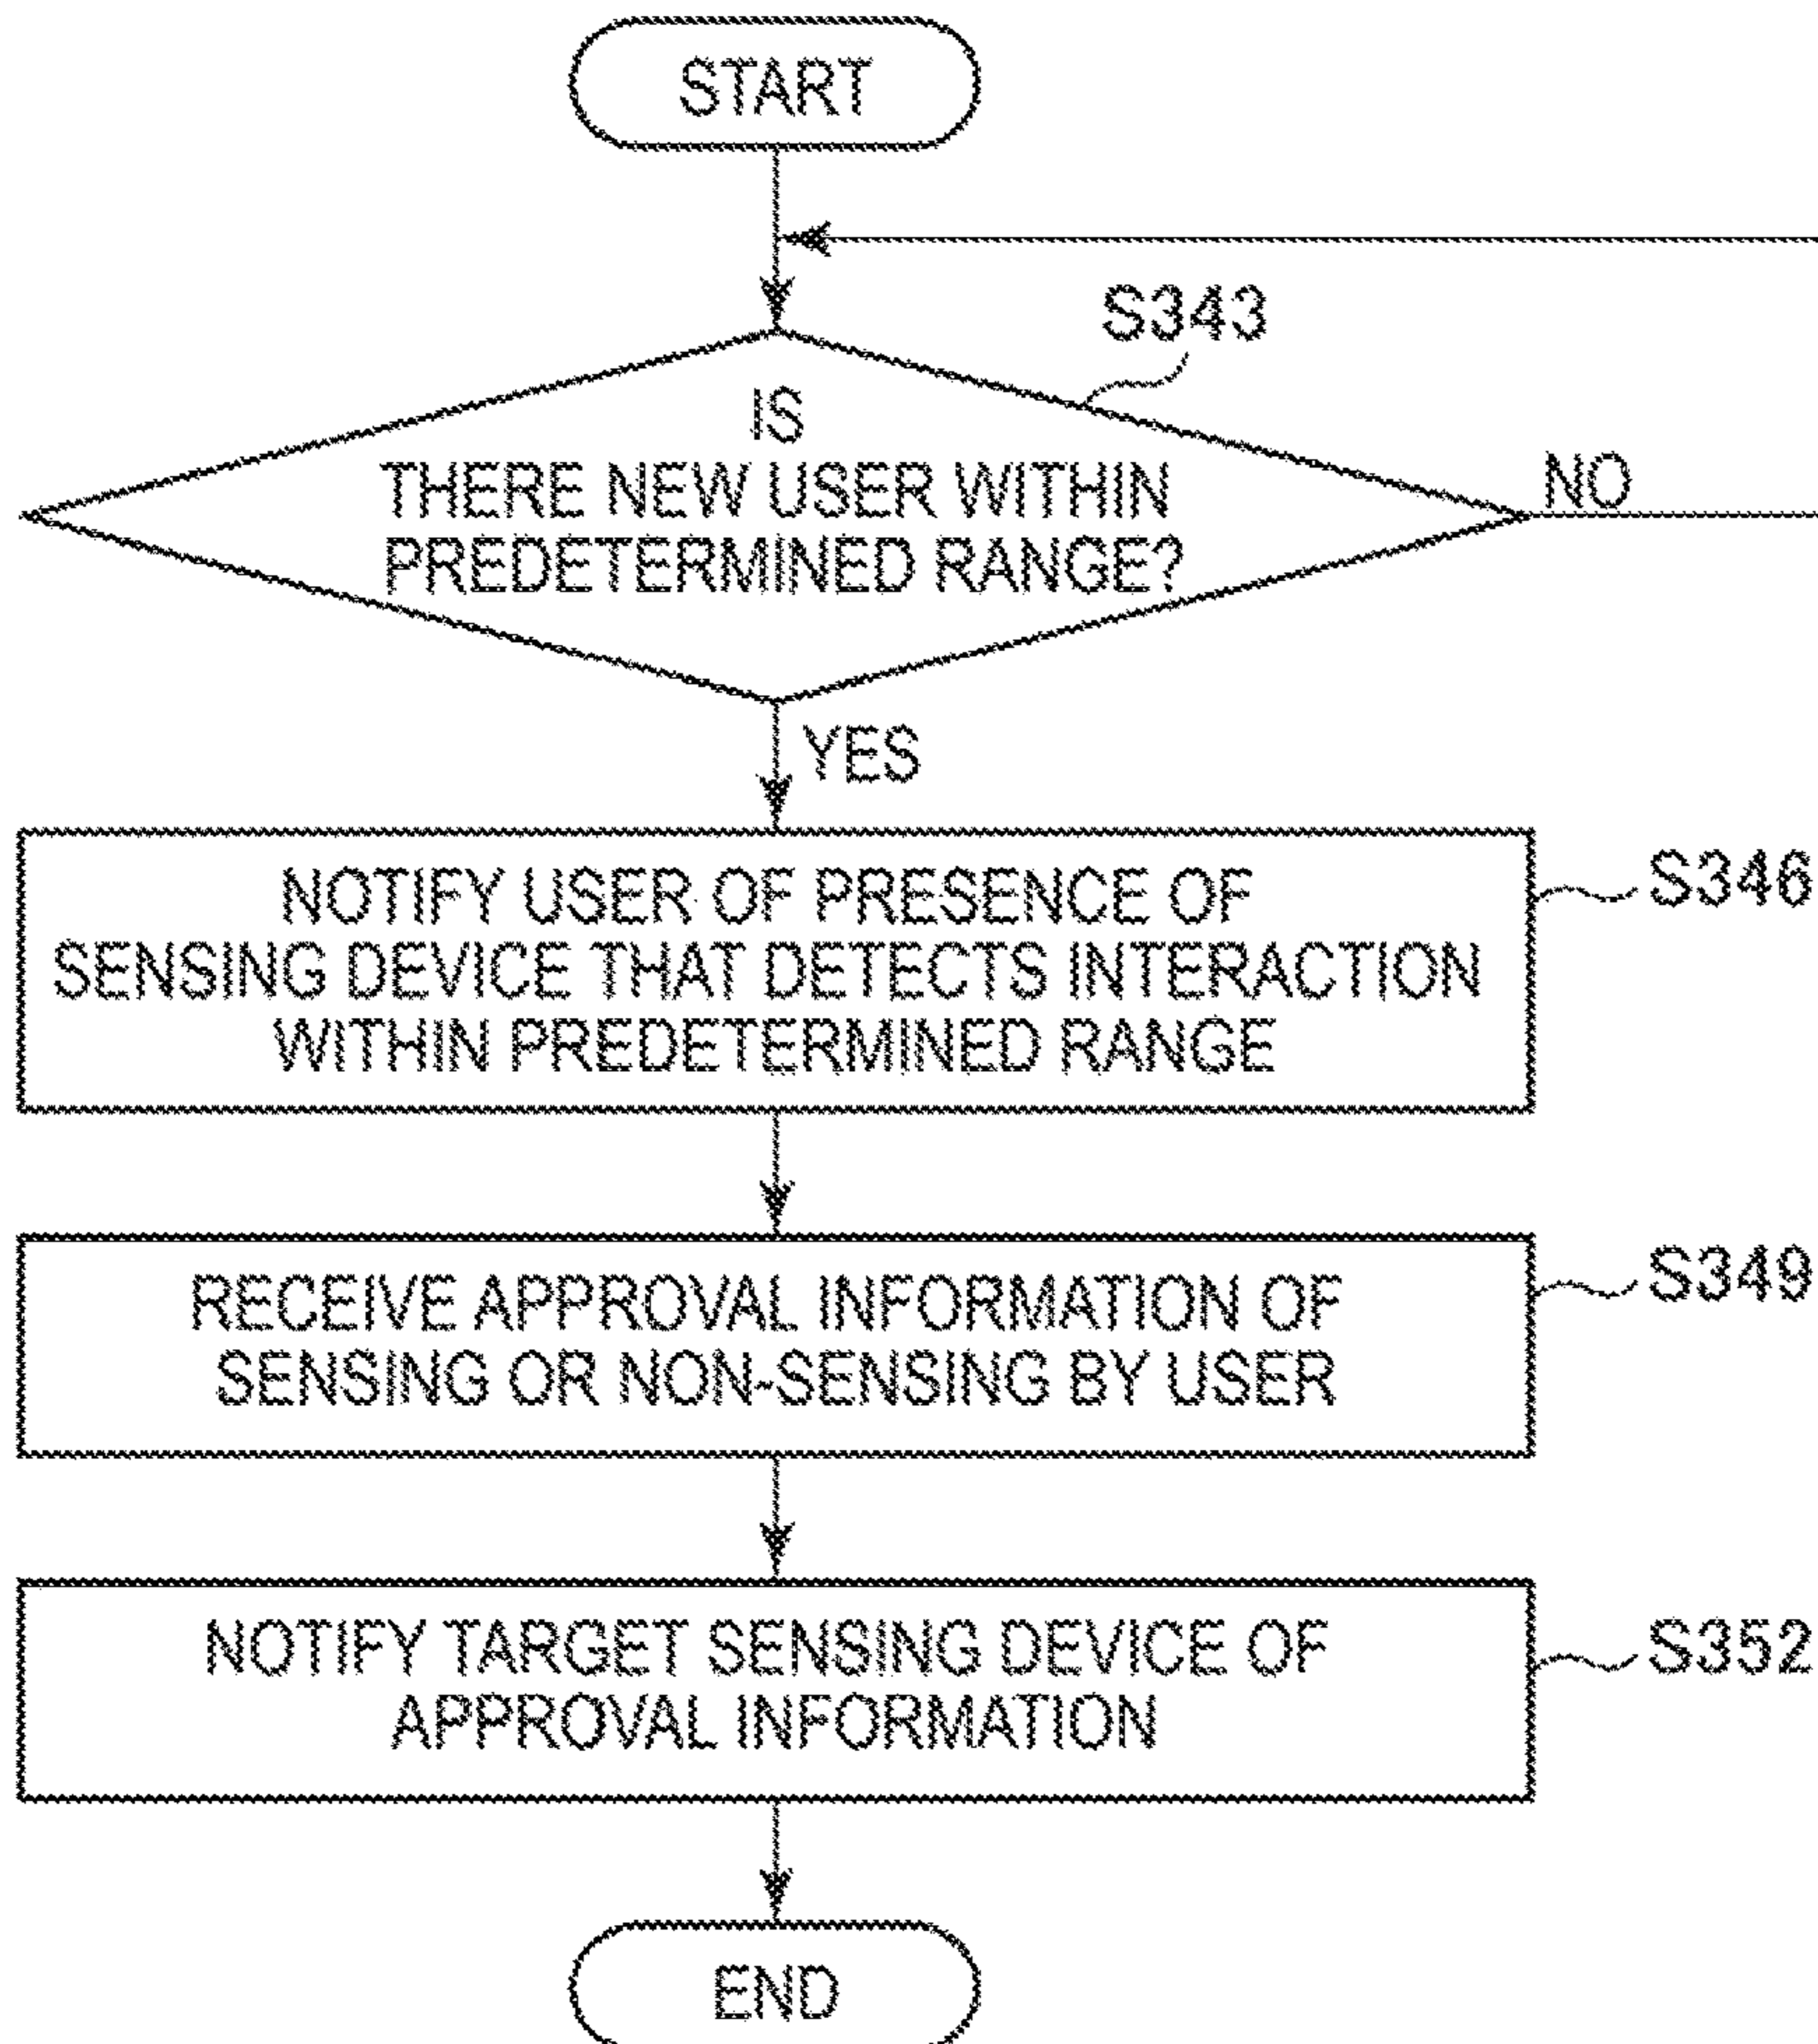 START
S343
IS
THERE NEW USER WITHIN
PREDETERMINED RANGE?
NO
YES
NOTIFY USER OF PRESENCE OF
SENSING DEVICE THAT DETECTS INTERACTION
WITHIN PREDETERMINED RANGE
S346
RECEIVE APPROVAL INFORMATION OF
SENSING OR NON-SENSING BY USER
S349
NOTIFY TARGET SENSING DEVICE OF
APPROVAL INFORMATION
S352
END